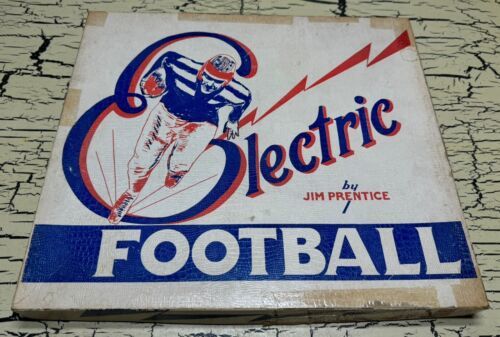 Electric
by
JIM PRENTICE
FOOTBALL